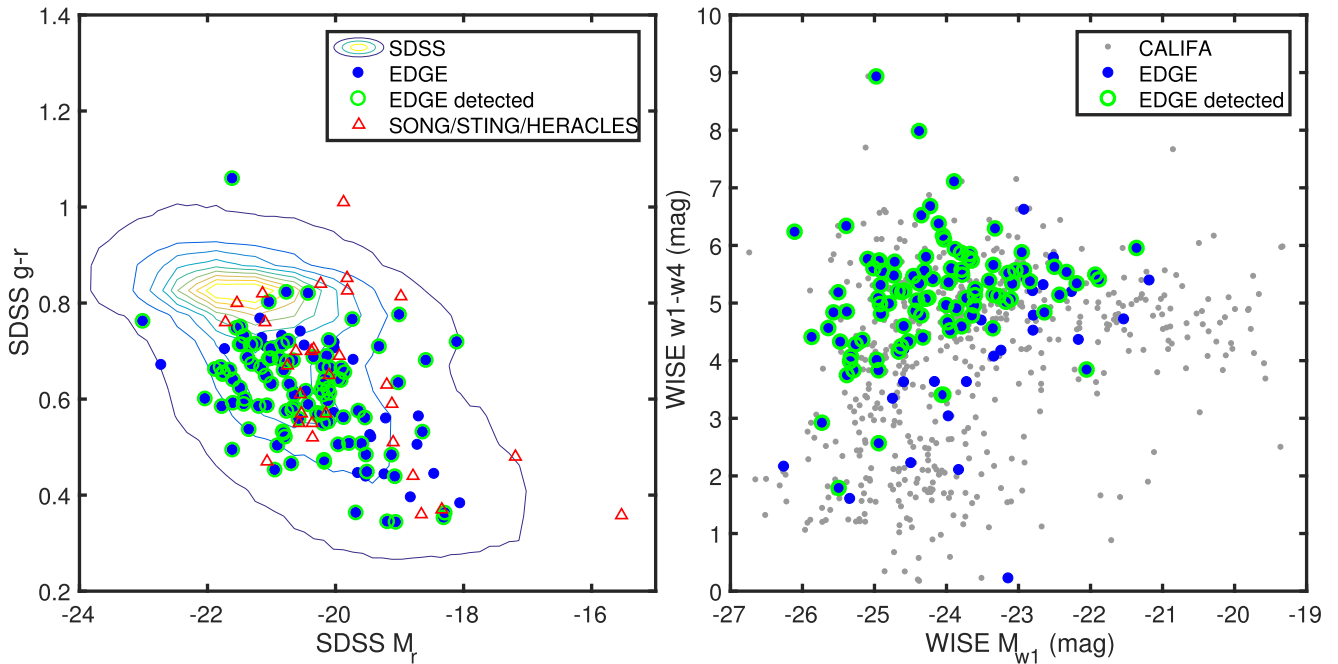 1.4
1.2
1
0.8
0.6
0.4
0.2
SDSS g-r
-24
-22
-20
-18
-16
SDSS M_r
SDSS
EDGE
EDGE detected
SONG/STING/HERACLES
10
9
8
7
6
5
4
3
2
1
0
WISE w1-w4 (mag)
-27
-26
-25
-24
-23
-22
-21
-20
-19
WISE M_w1 (mag)
CALIFA
EDGE
EDGE detected